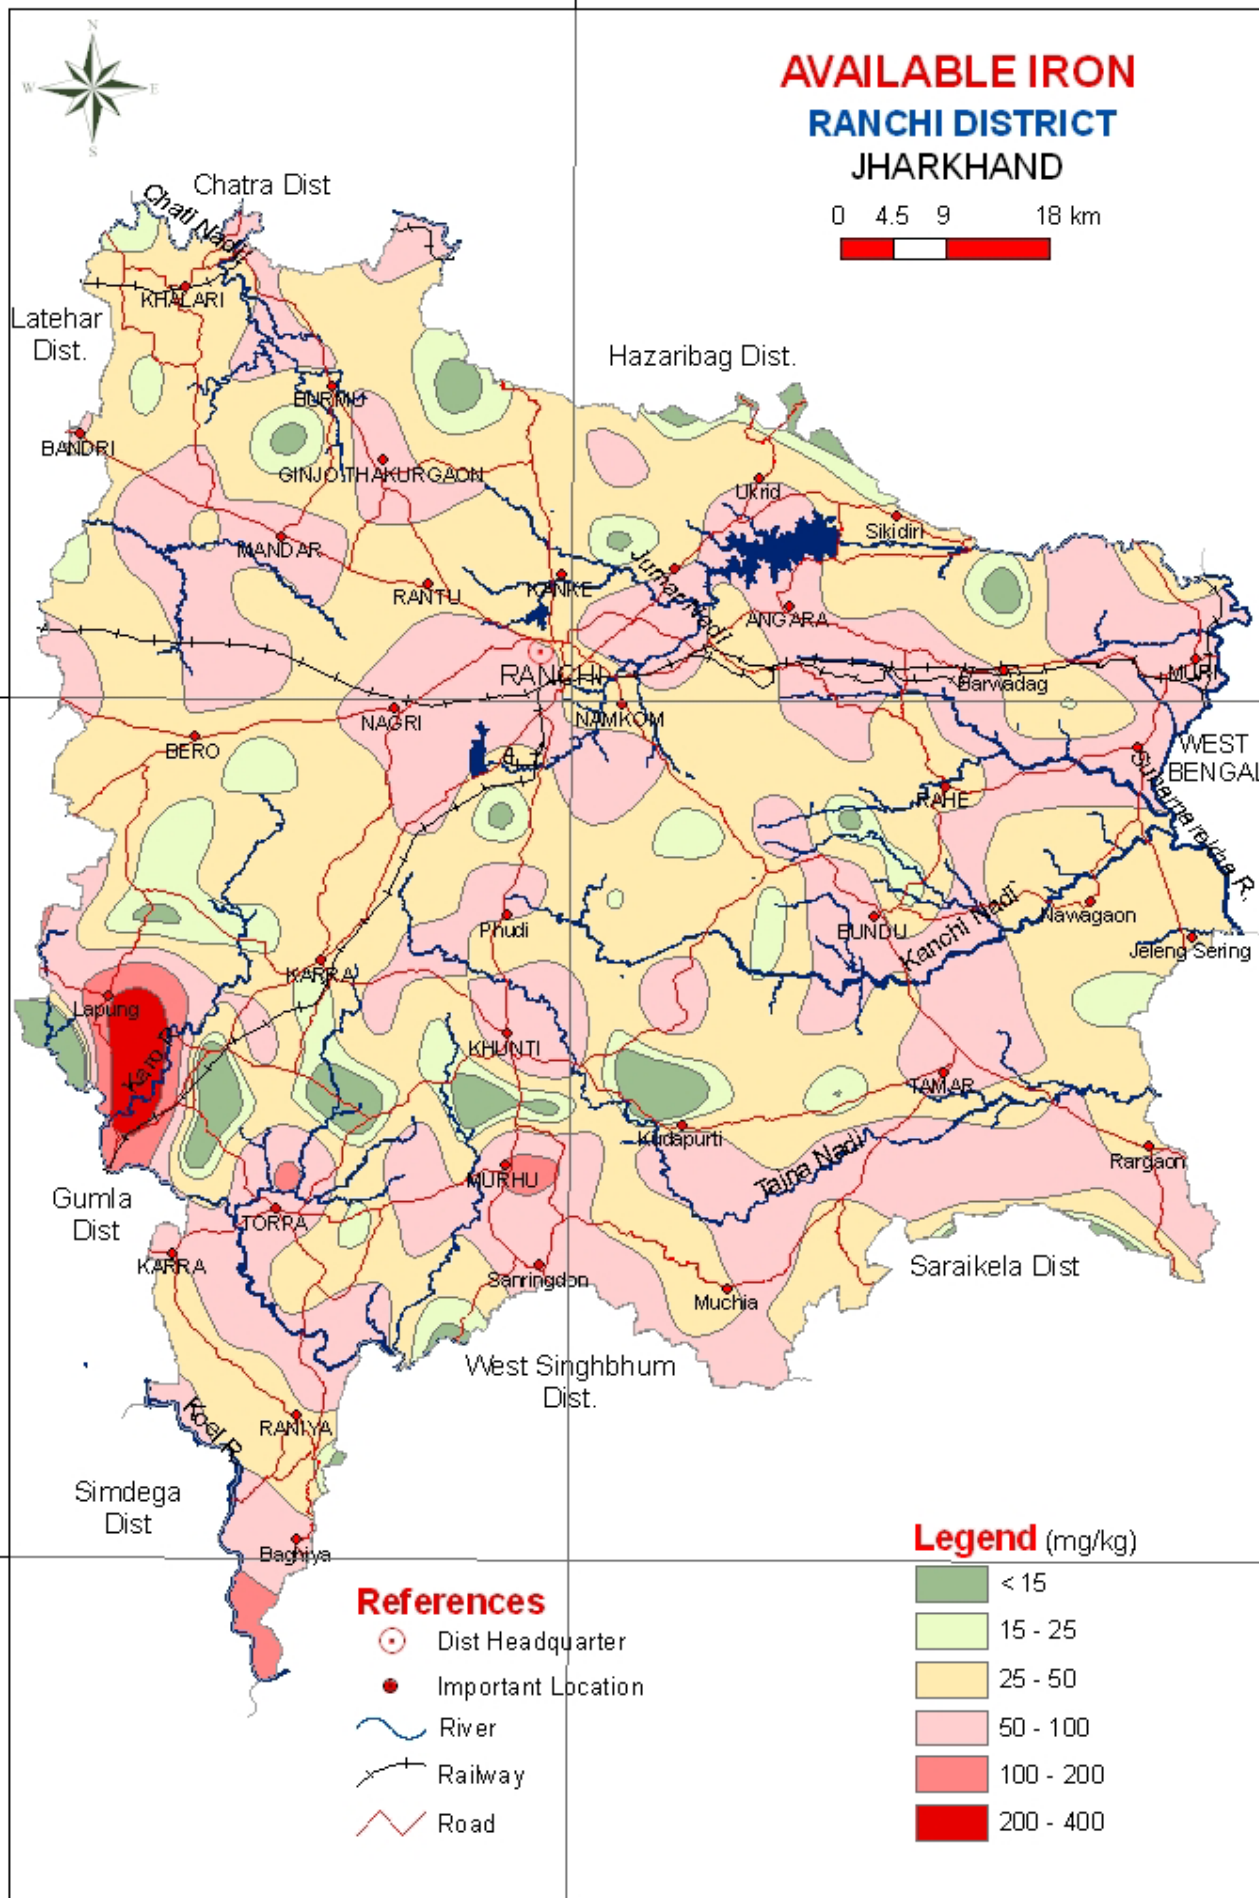 N
W
E
S
AVAILABLE IRON
RANCHI DISTRICT
JHARKHAND
0 4.5 9 18 km
Chatra Dist
Chati Nadi
KHALARI
Latehar
Dist.
Hazaribag Dist.
BURMU
BANDRI
GINJO THAKURGAON
Ukrid
Sikidiri
MANDAR
Jumar Nadi
KANKE
RANTU
ANGARA
RANCHI
Barwadag
MURI
NAGRI
NAMKOM
BERO
WEST
BENGAL
RAHE
Subarnarekha R.
Phudi
BUNDU
Kanchi Nadi
Nawagaon
Jeleng Sering
KARRA
Lapung
Karo R.
KHUNTI
TAMAR
Kudapurti
Rargaon
Tajna Nadi
MURHU
Gumla
Dist
TORPA
KARRA
Sanringdon
Muchia
Saraikela Dist
West Singhbhum
Dist.
Koel R.
RANIYA
Simdega
Dist
Baghiya
Legend (mg/kg)
< 15
15 - 25
25 - 50
50 - 100
100 - 200
200 - 400
References
Dist Headquarter
Important Location
River
Railway
Road